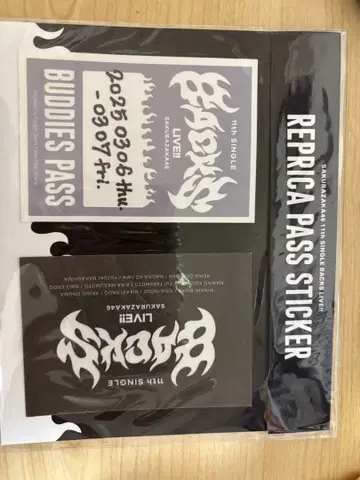 SAKURAZAKA46 11th SINGLE BACKS LIVE!!
REPRICA PASS STICKER
11th SINGLE
BACKS
LIVE!!
SAKURAZAKA46
2025 0306 thu.
- 0307 fri.
BUDDIES PASS
11th SINGLE
BACKS
LIVE!!
SAKURAZAKA46